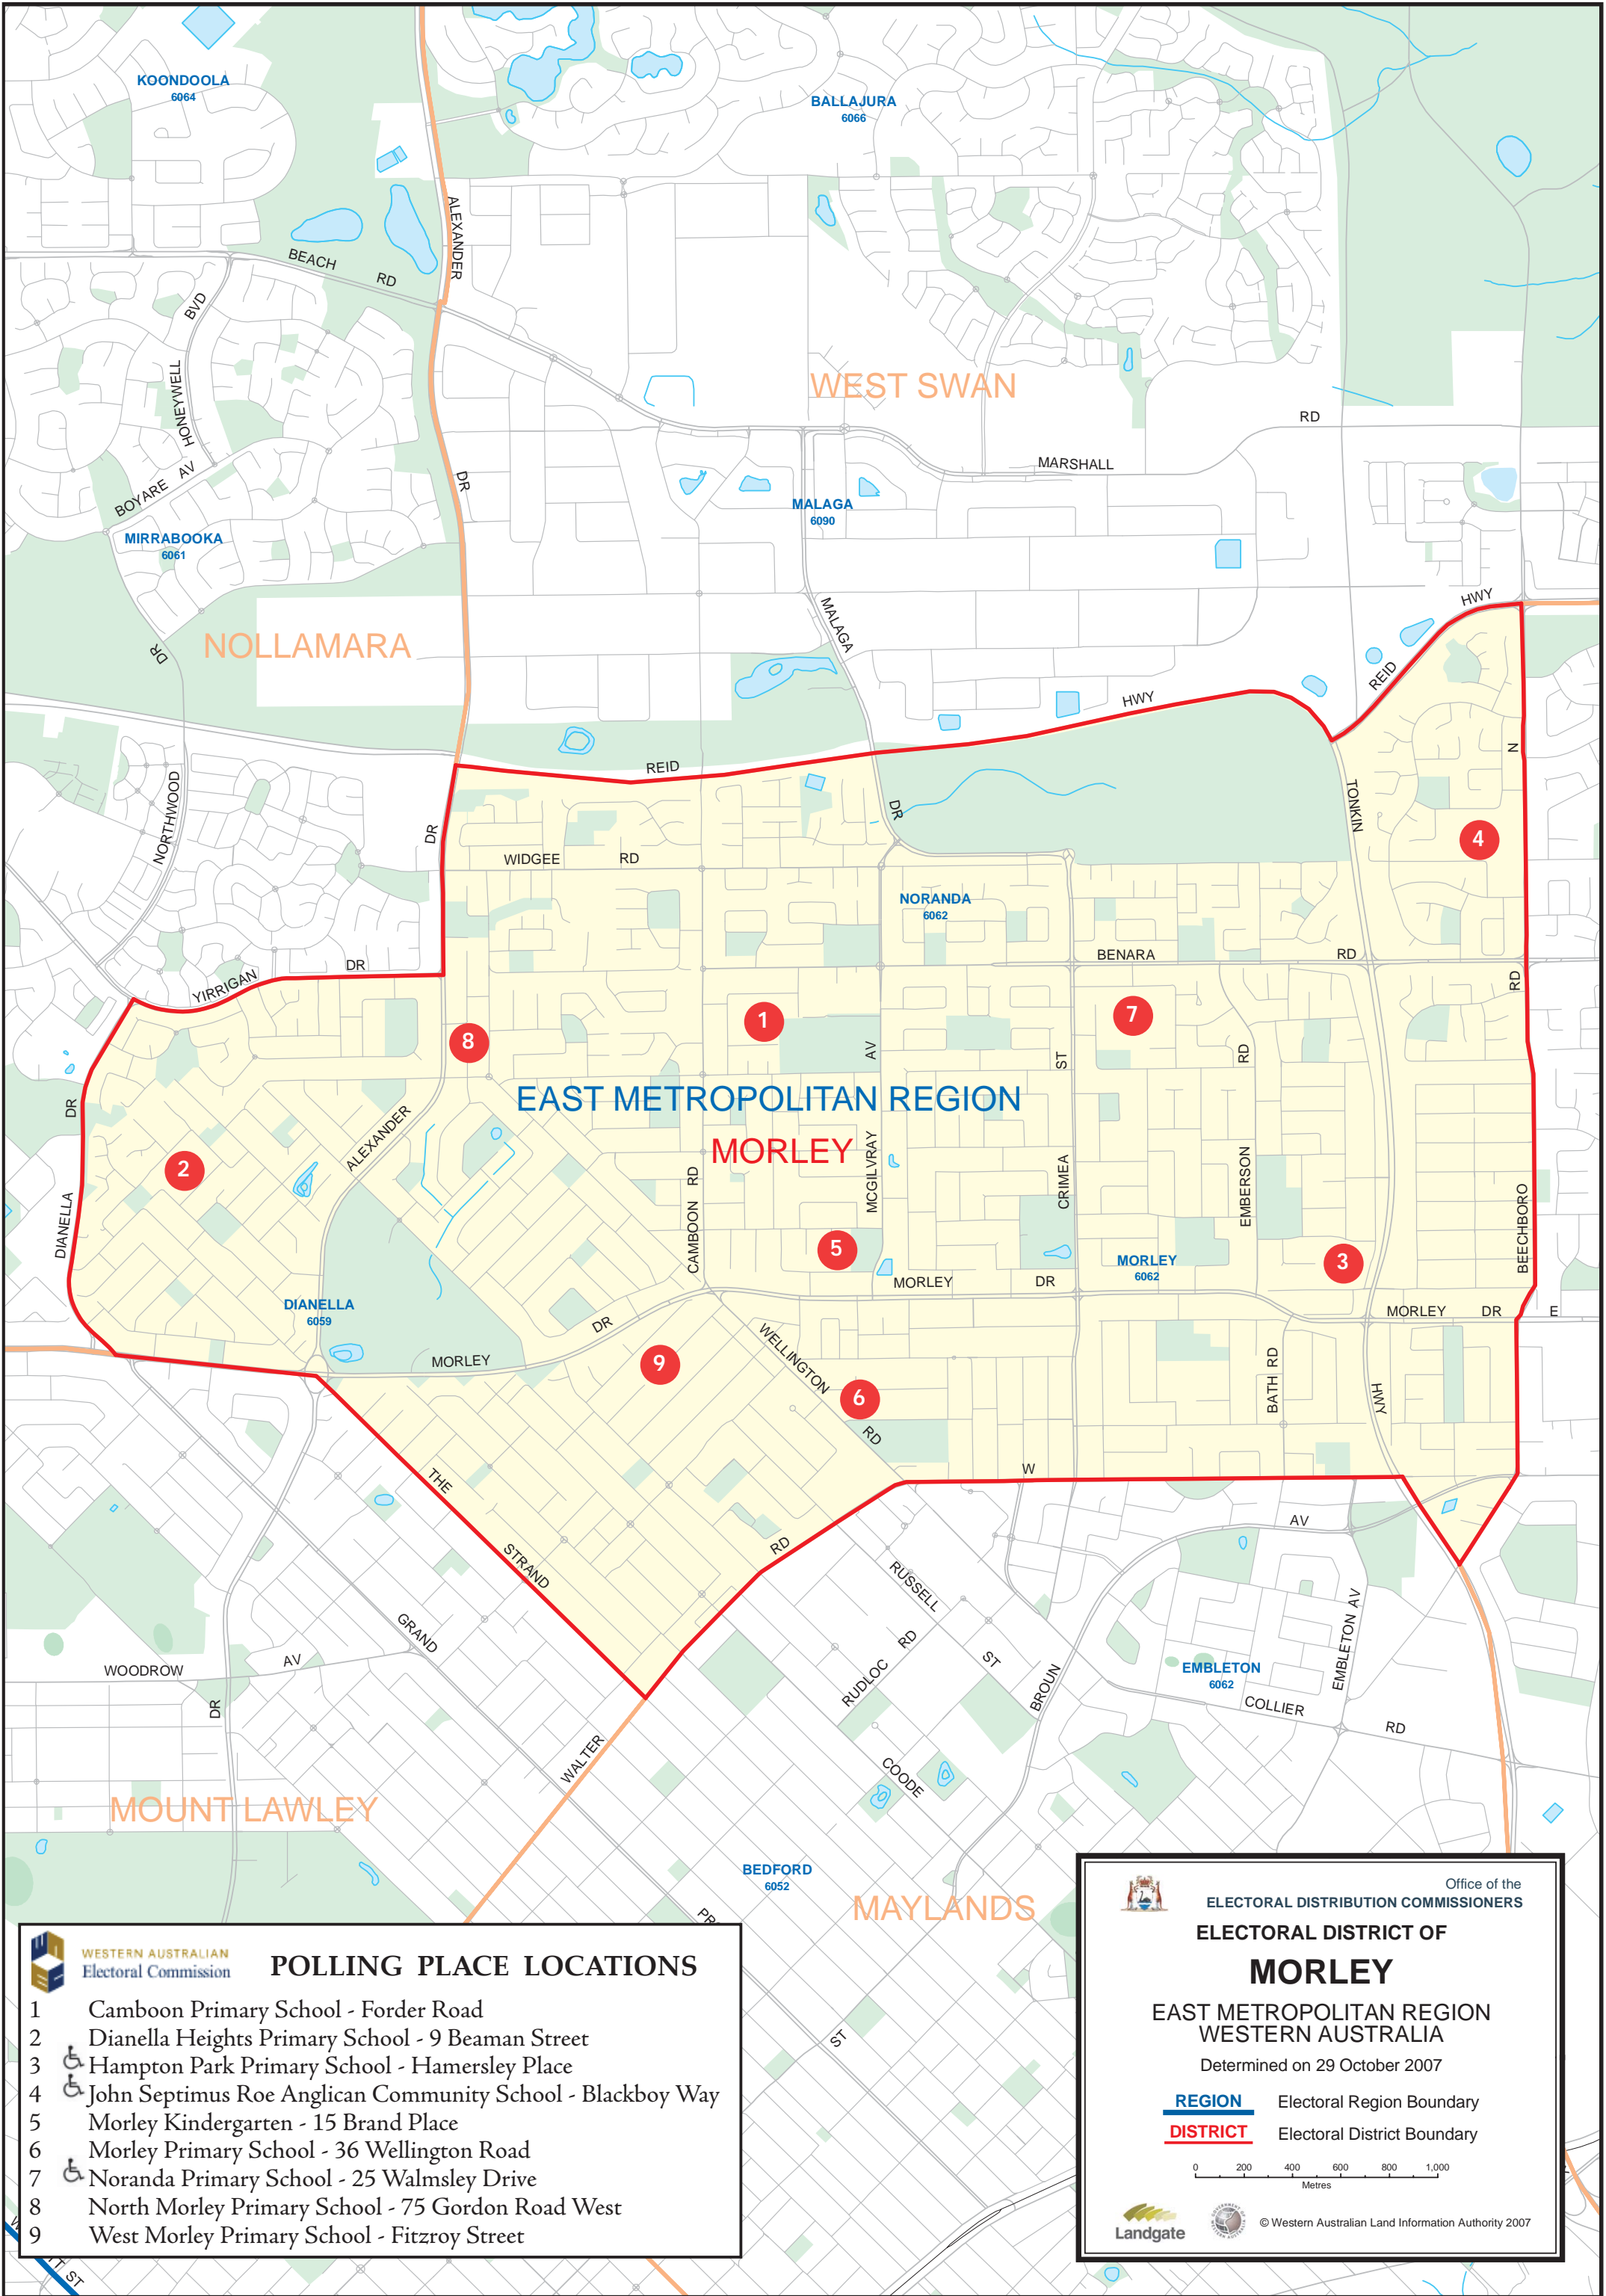 KOONDOOLA
6064
BALLAJURA
6066
ALEXANDER
BEACH RD
BVD
HONEYWELL
WEST SWAN
RD
MARSHALL
BOYARE AV
DR
MALAGA
6090
MIRRABOOKA
6061
HWY
MALAGA
NOLLAMARA
DR
REID
HWY
N
REID
TONKIN
NORTHWOOD
DR
DR
4
WIDGEE RD
NORANDA
6062
BENARA RD
DR
YIRRIGAN
RD
1
7
8
AV
ST
RD
EAST METROPOLITAN REGION
DR
ALEXANDER
MORLEY
2
MCGILVRAY
CRIMEA
EMBERSON
CAMBOON RD
DIANELLA
BEECHBORO
5
MORLEY
6062
3
MORLEY DR
DIANELLA
6059
MORLEY DR E
DR
WELLINGTON
MORLEY
9
BATH RD
HWY
6
RD
W
THE
AV
RD
STRAND
RUSSELL
GRAND
EMBLETON AV
RD
WOODROW AV
ST
EMBLETON
6062
RUDLOC
BROUN
DR
COLLIER
RD
WALTER
COODE
MOUNT LAWLEY
BEDFORD
6052
MAYLANDS
ST
WESTERN AUSTRALIAN
Electoral Commission
POLLING PLACE LOCATIONS
1 Camboon Primary School - Forder Road
2 Dianella Heights Primary School - 9 Beaman Street
3 Hampton Park Primary School - Hamersley Place
4 John Septimus Roe Anglican Community School - Blackboy Way
5 Morley Kindergarten - 15 Brand Place
6 Morley Primary School - 36 Wellington Road
7 Noranda Primary School - 25 Walmsley Drive
8 North Morley Primary School - 75 Gordon Road West
9 West Morley Primary School - Fitzroy Street
ST
Office of the
ELECTORAL DISTRIBUTION COMMISSIONERS
ELECTORAL DISTRICT OF
MORLEY
EAST METROPOLITAN REGION
WESTERN AUSTRALIA
Determined on 29 October 2007
REGION Electoral Region Boundary
DISTRICT Electoral District Boundary
0 200 400 600 800 1,000
Metres
Landgate
© Western Australian Land Information Authority 2007